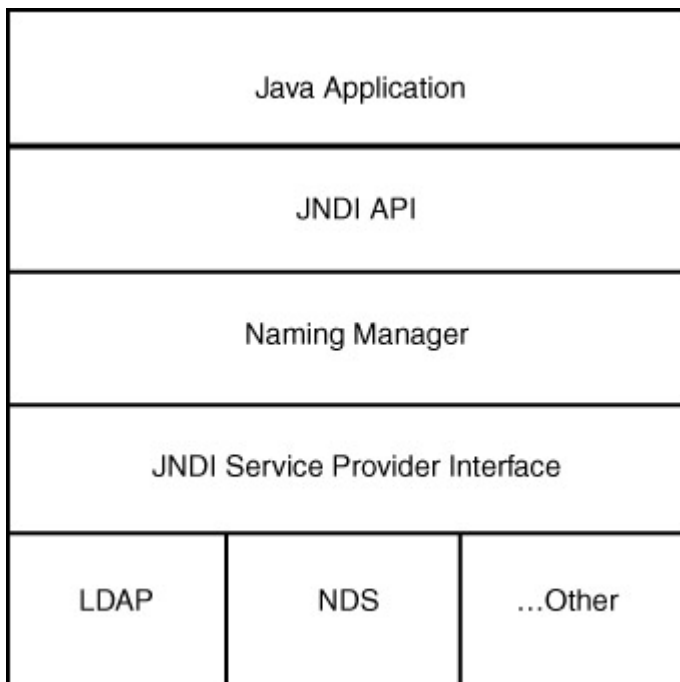 Java Application
JNDI API
Naming Manager
JNDI Service Provider Interface
LDAP NDS ...Other